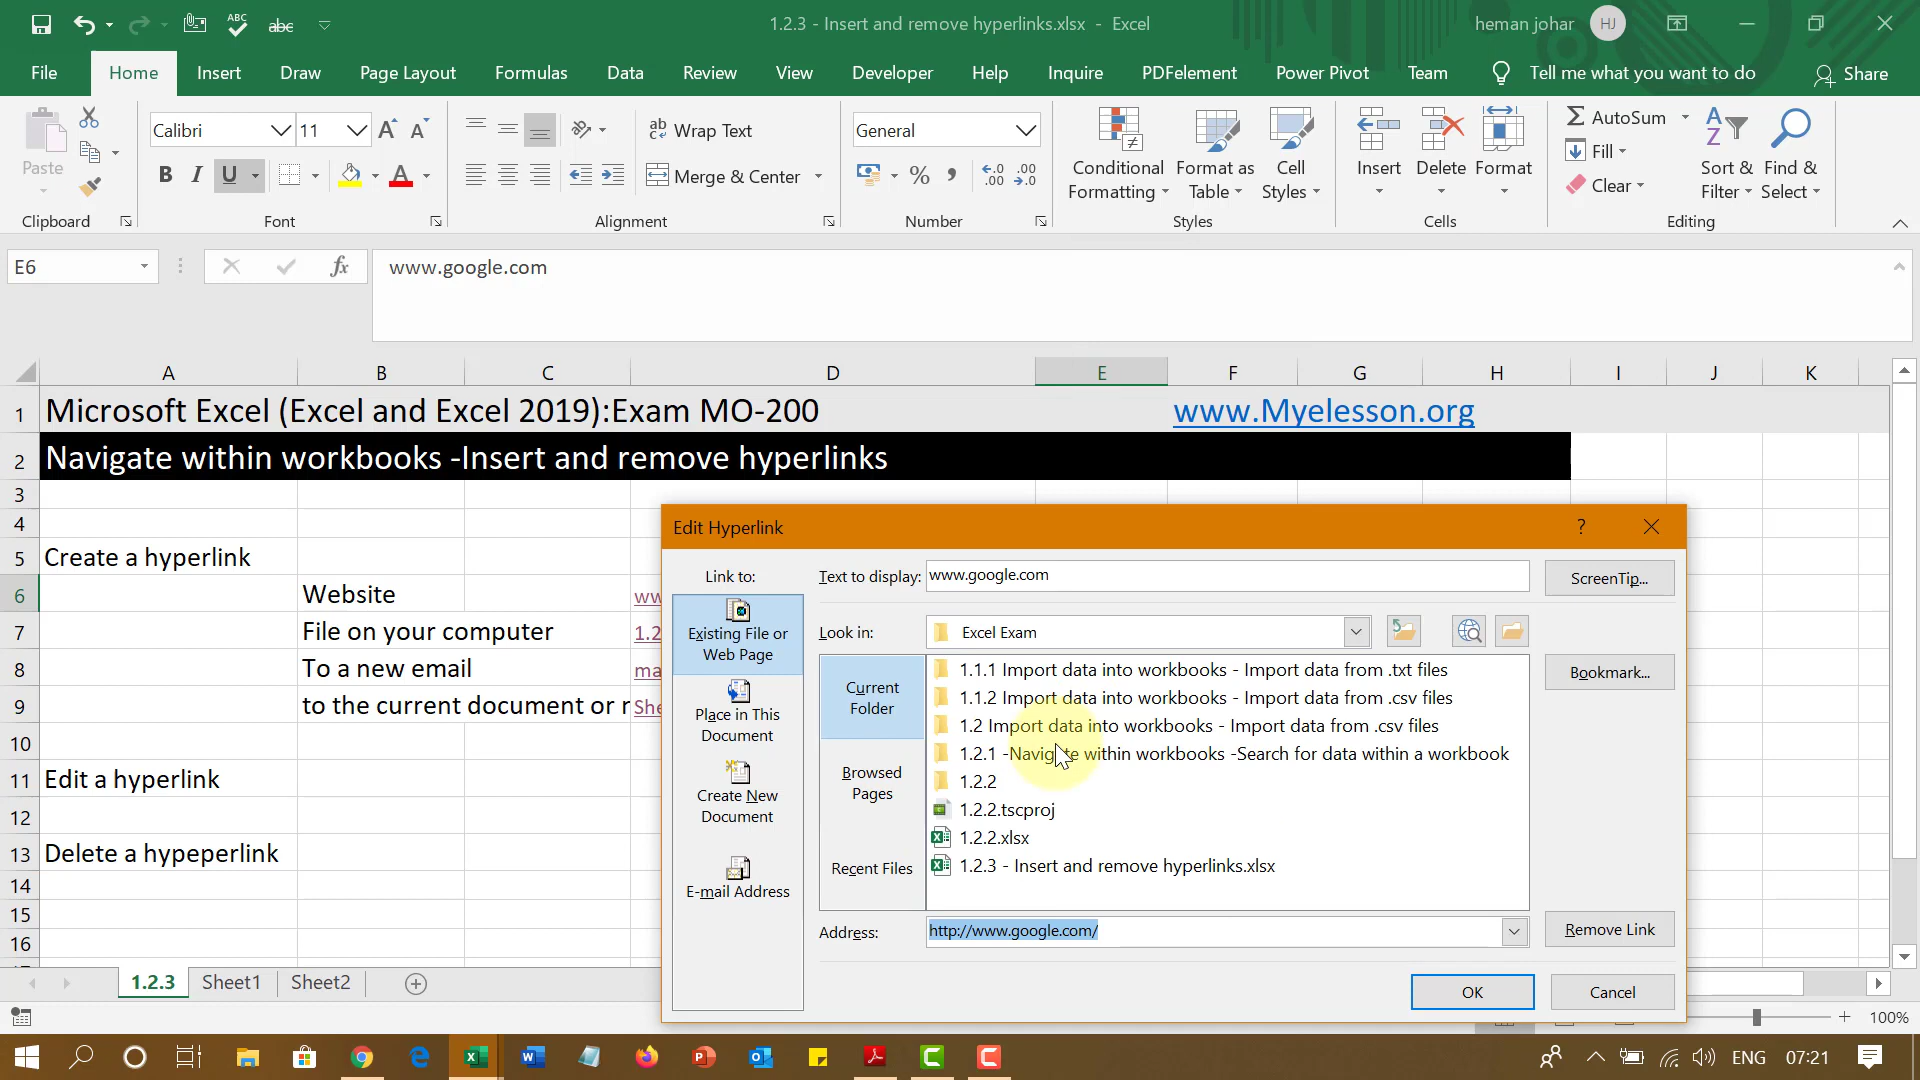 1.2.3 - Insert and remove hyperlinks.xlsx - Excel
heman johar HJ
File Home Insert Draw Page Layout Formulas Data Review View Developer Help Inquire PDFelement Power Pivot Team Tell me what you want to do Share
Paste
Clipboard
Calibri 11
B I U
Font
Wrap Text
Merge & Center
Alignment
General
Number
Conditional Formatting
Format as Table
Cell Styles
Styles
Insert Delete Format
Cells
AutoSum
Fill
Clear
Sort & Filter
Find & Select
Editing
E6 fx www.google.com
A B C D E F G H I J K
1 Microsoft Excel (Excel and Excel 2019):Exam MO-200 www.Myelesson.org
2 Navigate within workbooks -Insert and remove hyperlinks
3
4
5 Create a hyperlink
6 Website ww
7 File on your computer 1.2
8 To a new email ma
9 to the current document or r She
10
11 Edit a hyperlink
12
13 Delete a hypeperlink
14
15
16
Edit Hyperlink ?
Link to:
Existing File or Web Page
Place in This Document
Create New Document
E-mail Address
Text to display: www.google.com ScreenTip...
Look in: Excel Exam
Current Folder
Browsed Pages
Recent Files
1.1.1 Import data into workbooks - Import data from .txt files
1.1.2 Import data into workbooks - Import data from .csv files
1.2 Import data into workbooks - Import data from .csv files
1.2.1 -Navigate within workbooks -Search for data within a workbook
1.2.2
1.2.2.tscproj
1.2.2.xlsx
1.2.3 - Insert and remove hyperlinks.xlsx
Bookmark...
Address: http://www.google.com/ Remove Link
OK Cancel
1.2.3 Sheet1 Sheet2
100%
ENG 07:21